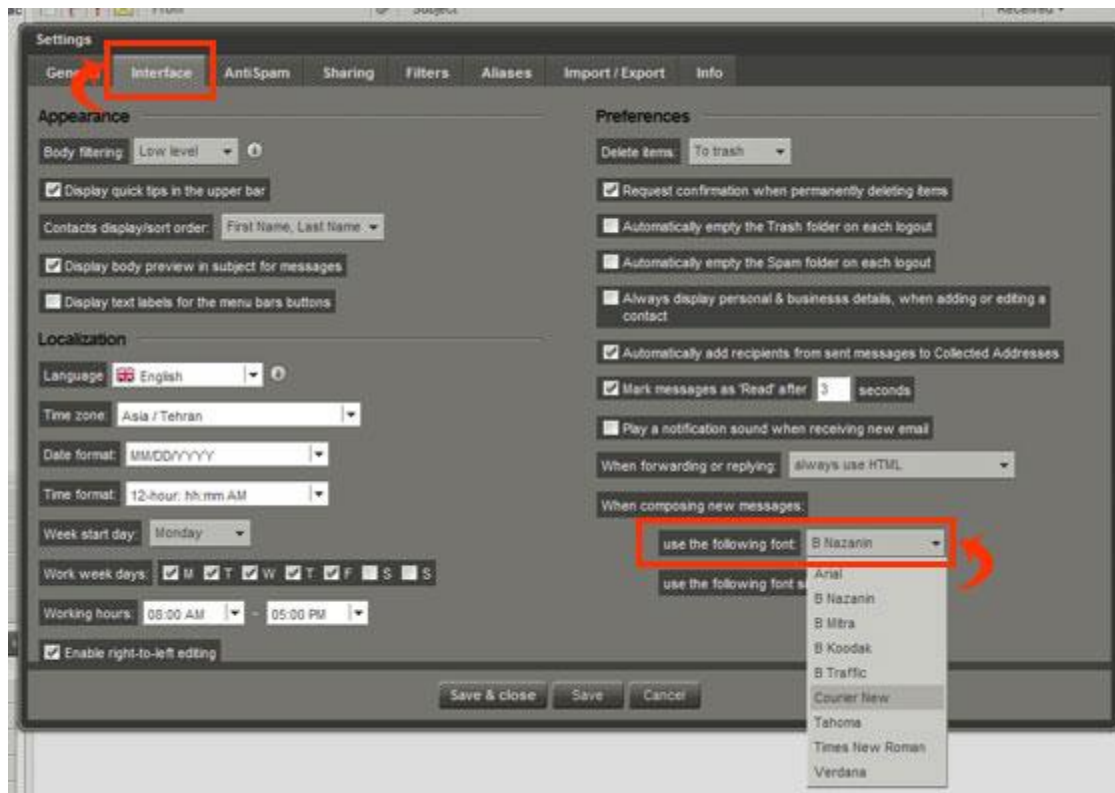 From Subject Received
Settings
General Interface AntiSpam Sharing Filters Aliases Import / Export Info
Appearance
Body filtering: Low level
Display quick tips in the upper bar
Contacts display/sort order: First Name, Last Name
Display body preview in subject for messages
Display text labels for the menu bars buttons
Localization
Language English
Time zone: Asia / Tehran
Date format: MM/DD/YYYY
Time format: 12-hour: hh:mm AM
Week start day: Monday
Work week days: M T W T F S S
Working hours: 08:00 AM - 05:00 PM
Enable right-to-left editing
Preferences
Delete items: To trash
Request confirmation when permanently deleting items
Automatically empty the Trash folder on each logout
Automatically empty the Spam folder on each logout
Always display personal & businesss details, when adding or editing a
contact
Automatically add recipients from sent messages to Collected Addresses
Mark messages as 'Read' after 3 seconds
Play a notification sound when receiving new email
When forwarding or replying: always use HTML
When composing new messages:
use the following font: B Nazanin
use the following font
Arial
B Nazanin
B Mitra
B Koodak
B Traffic
Courier New
Tahoma
Times New Roman
Verdana
Save & close Save Cancel